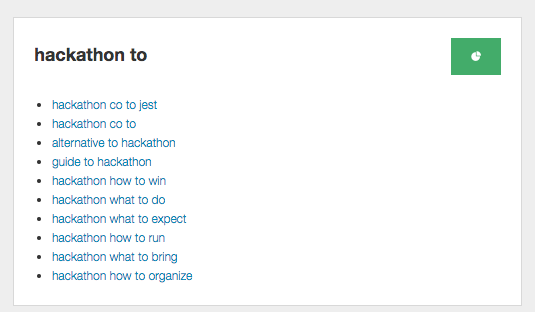 hackathon to
hackathon co to jest
hackathon co to
alternative to hackathon
guide to hackathon
hackathon how to win
hackathon what to do
hackathon what to expect
hackathon how to run
hackathon what to bring
hackathon how to organize